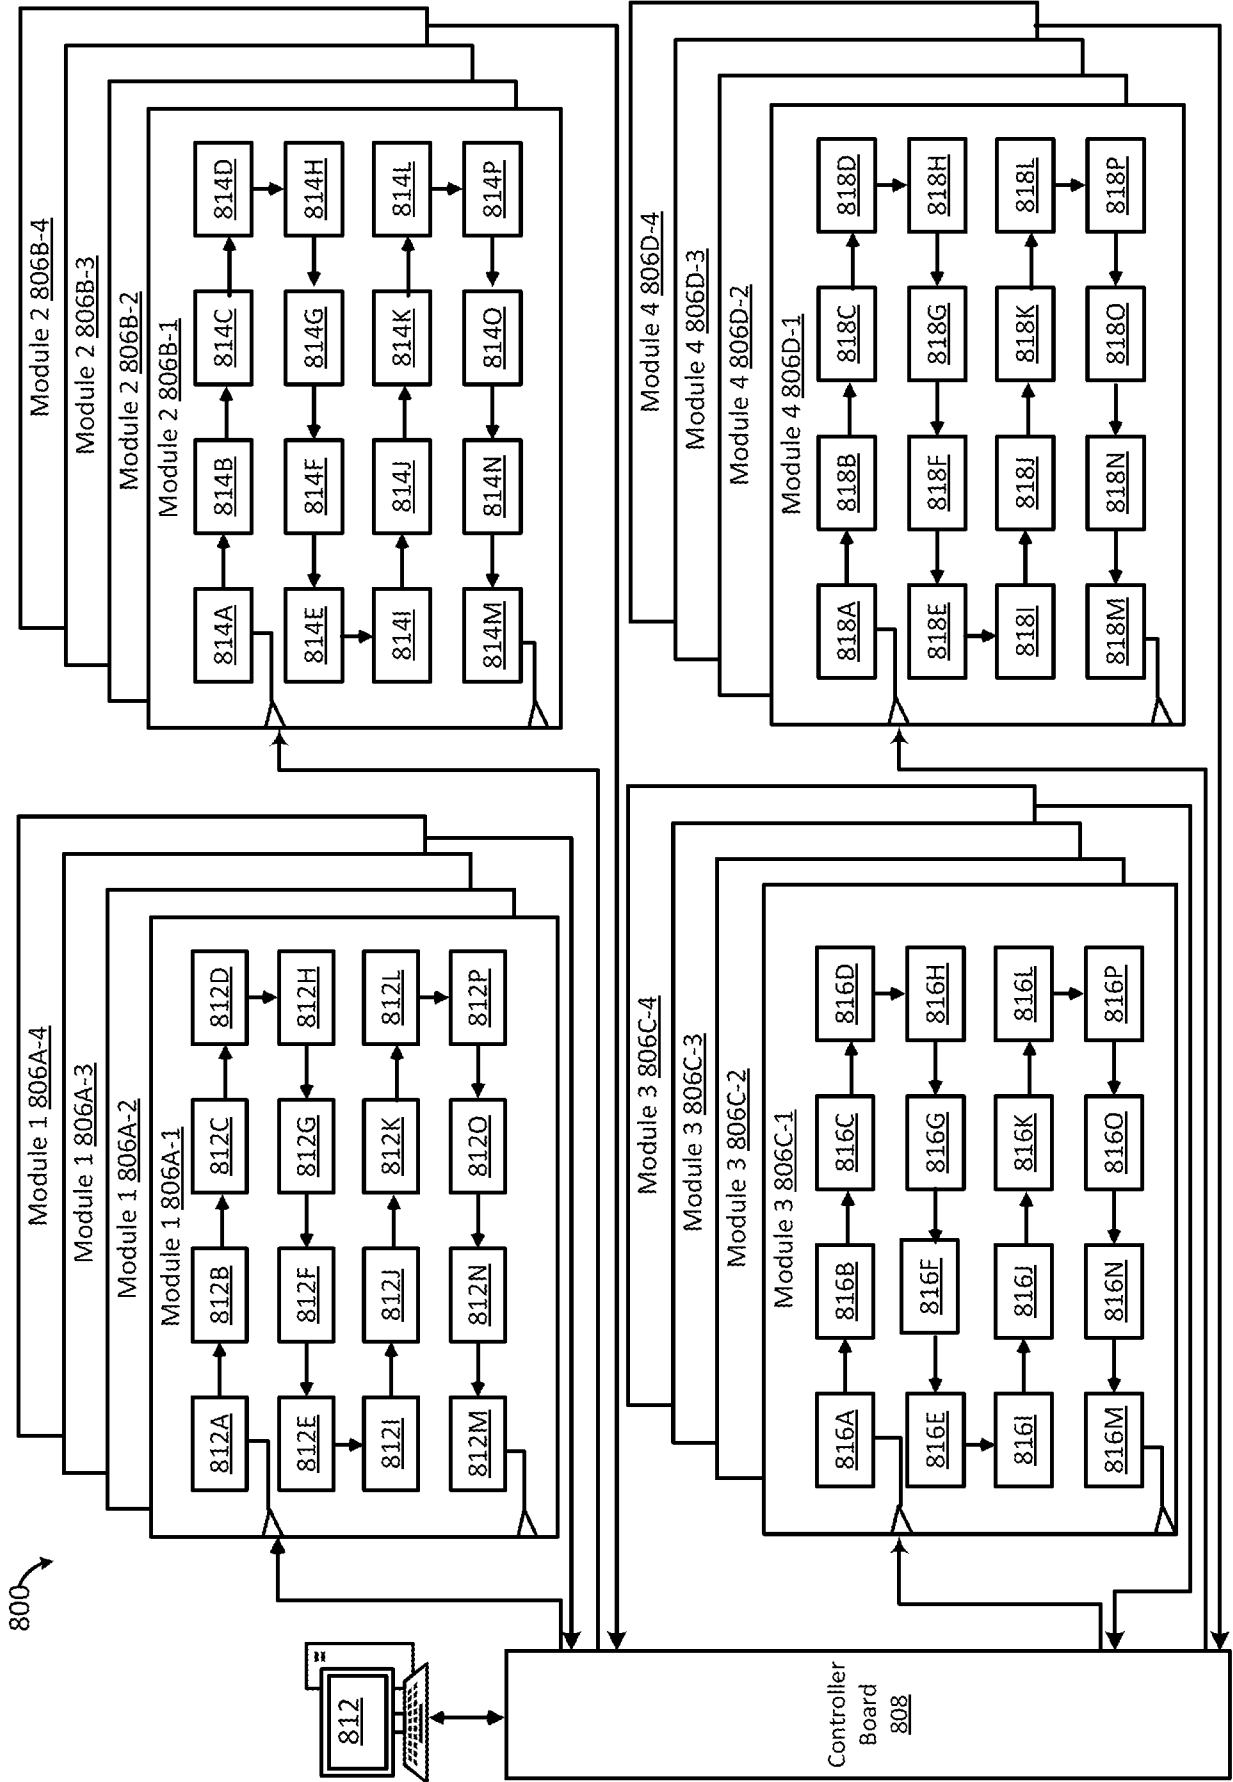 800
812
Controller
Board
808
Module 1 806A-4
Module 1 806A-3
Module 1 806A-2
Module 1 806A-1
812A 812B 812C 812D
812E 812F 812G 812H
812I 812J 812K 812L
812M 812N 812O 812P
Module 2 806B-4
Module 2 806B-3
Module 2 806B-2
Module 2 806B-1
814A 814B 814C 814D
814E 814F 814G 814H
814I 814J 814K 814L
814M 814N 814O 814P
Module 3 806C-4
Module 3 806C-3
Module 3 806C-2
Module 3 806C-1
816A 816B 816C 816D
816E 816F 816G 816H
816I 816J 816K 816L
816M 816N 816O 816P
Module 4 806D-4
Module 4 806D-3
Module 4 806D-2
Module 4 806D-1
818A 818B 818C 818D
818E 818F 818G 818H
818I 818J 818K 818L
818M 818N 818O 818P